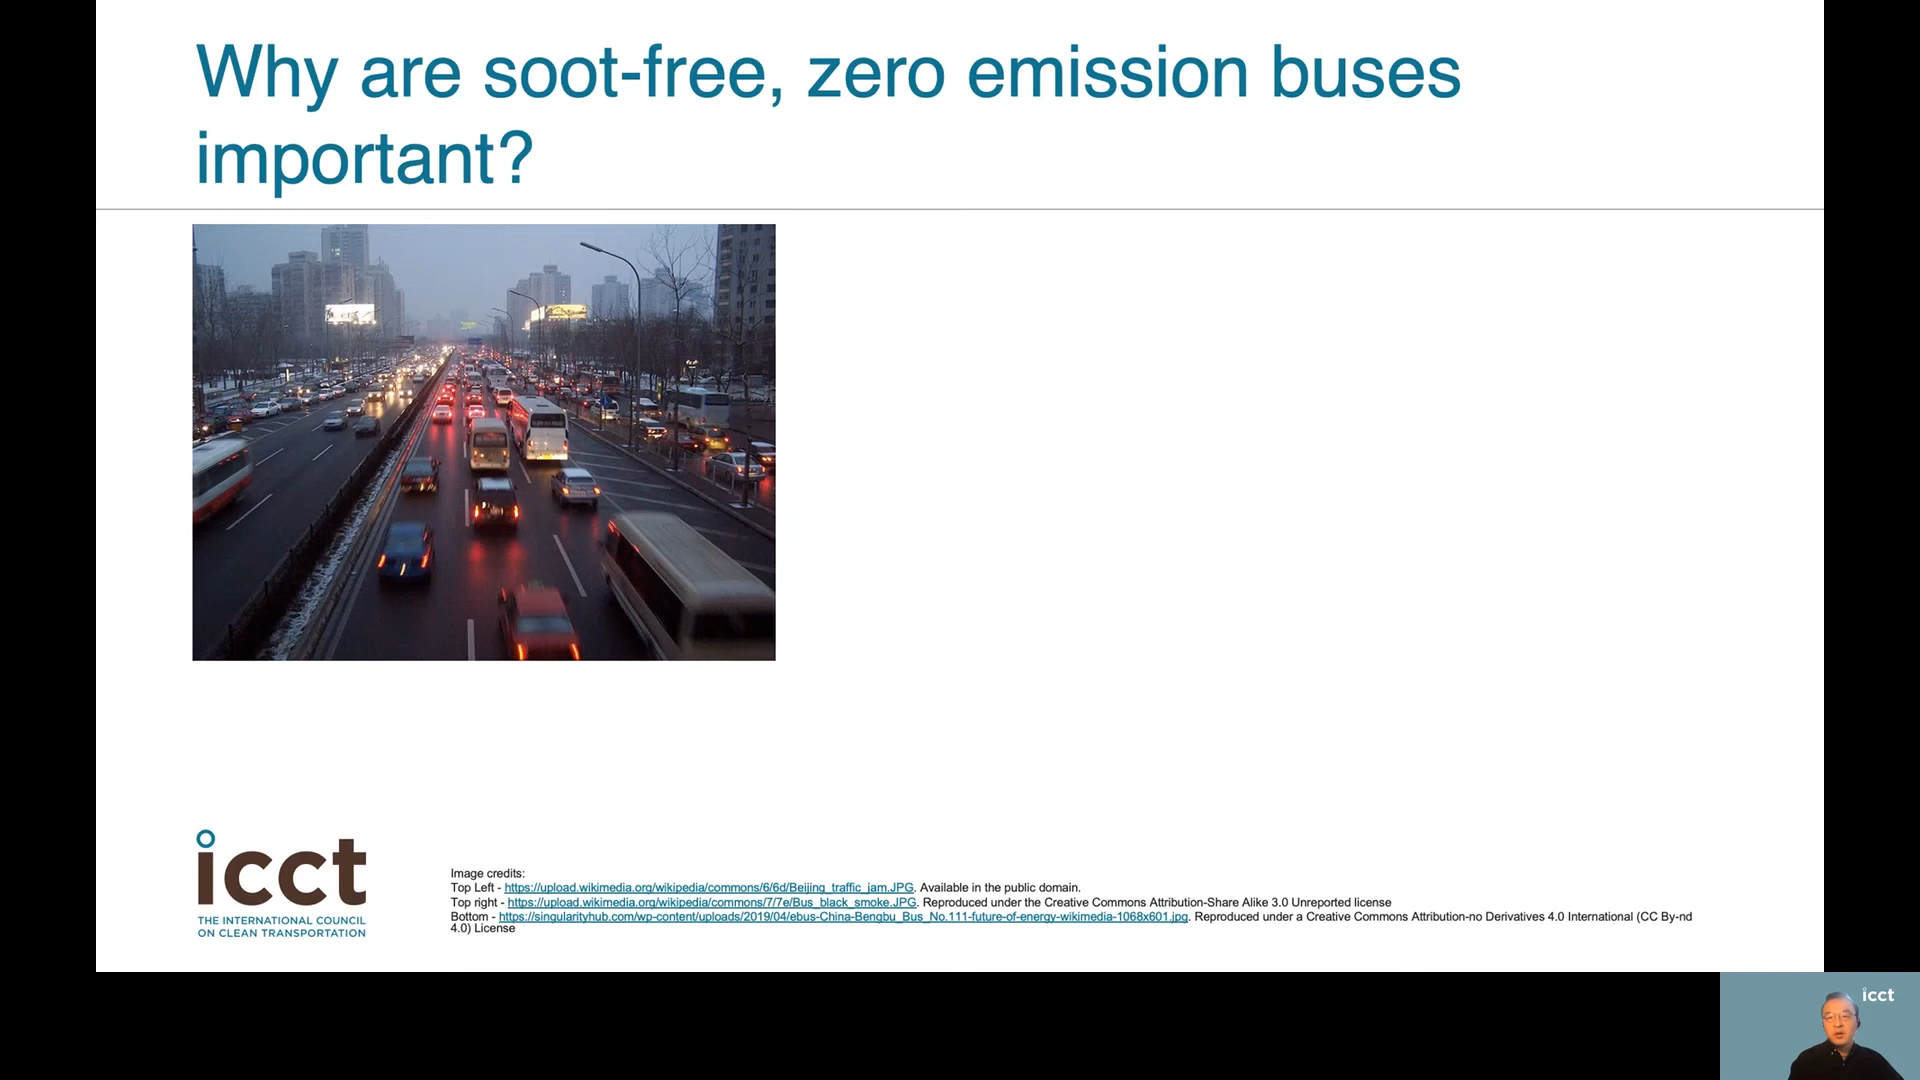 Why are soot-free, zero emission buses
important?
icct
THE INTERNATIONAL COUNCIL
ON CLEAN TRANSPORTATION
Image credits:
Top Left - https://upload.wikimedia.org/wikipedia/commons/6/6d/Beijing_traffic_jam.JPG. Available in the public domain.
Top right - https://upload.wikimedia.org/wikipedia/commons/7/7e/Bus_black_smoke.JPG. Reproduced under the Creative Commons Attribution-Share Alike 3.0 Unreported license
Bottom - https://singularityhub.com/wp-content/uploads/2019/04/ebus-China-Bengbu_Bus_No.111-future-of-energy-wikimedia-1068x601.jpg. Reproduced under a Creative Commons Attribution-no Derivatives 4.0 International (CC By-nd
4.0) License
icct